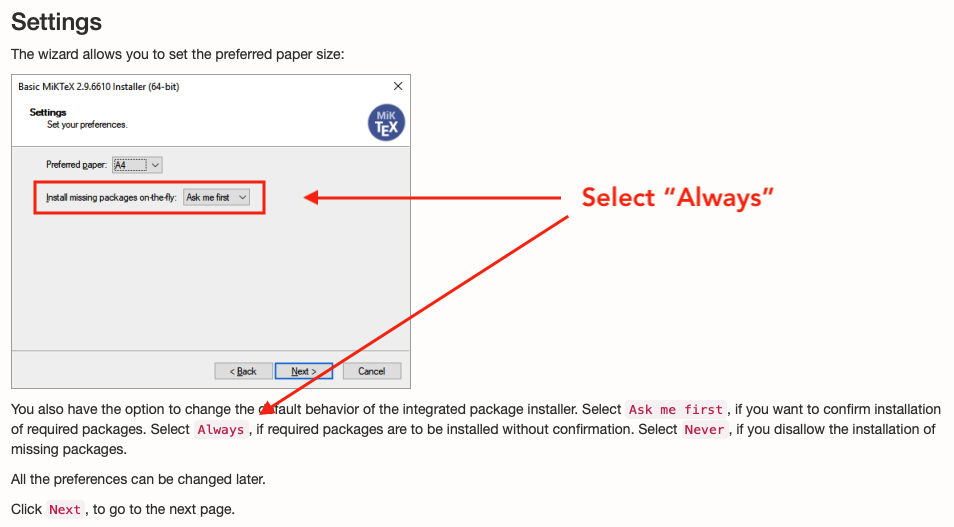 Settings
The wizard allows you to set the preferred paper size:
Basic MiKTeX 2.9.6610 Installer (64-bit)
Settings
Set your preferences.
MiK
TEX
Preferred paper: A4
Install missing packages on-the-fly: Ask me first
Select “Always”
< Back Next > Cancel
You also have the option to change the default behavior of the integrated package installer. Select Ask me first, if you want to confirm installation
of required packages. Select Always, if required packages are to be installed without confirmation. Select Never, if you disallow the installation of
missing packages.
All the preferences can be changed later.
Click Next, to go to the next page.